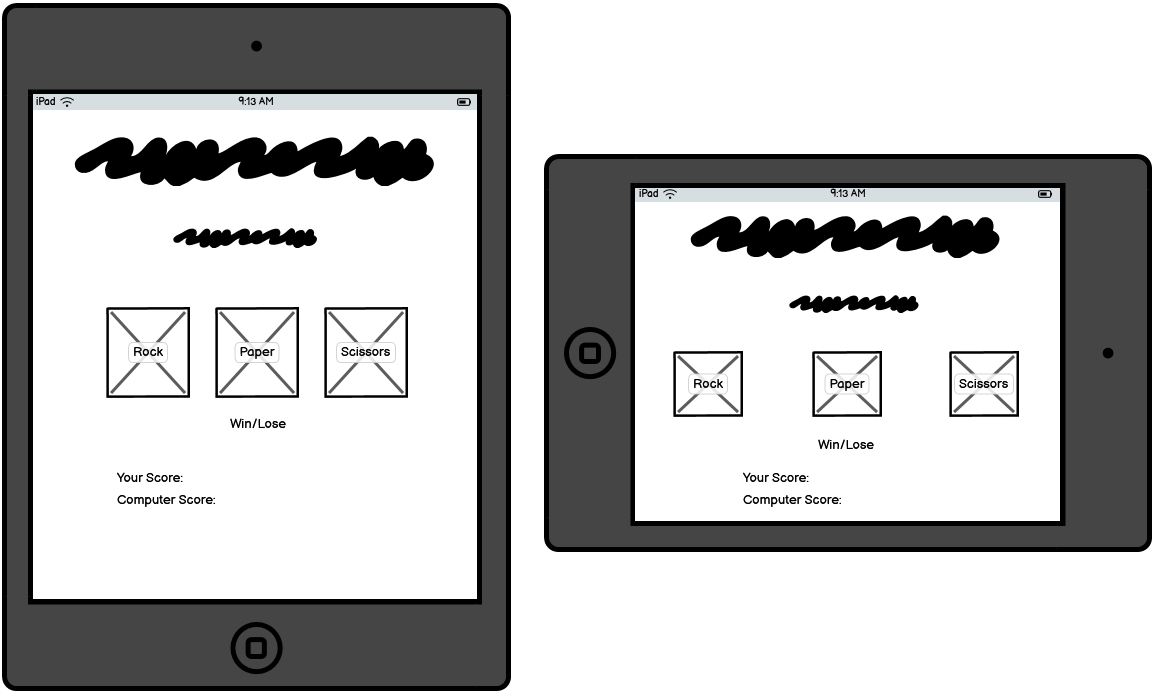 iPad 9:13 AM
Rock Paper Scissors
Win/Lose
Your Score:
Computer Score:
iPad 9:13 AM
Rock Paper Scissors
Win/Lose
Your Score:
Computer Score: